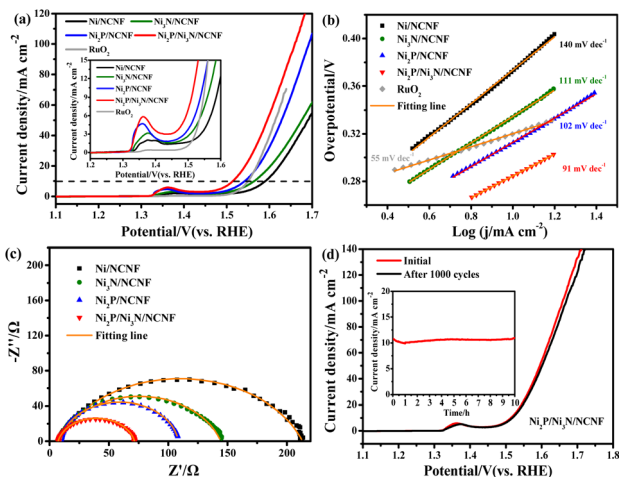 (a)
Ni/NCNF Ni₃N/NCNF
Ni₂P/NCNF Ni₂P/Ni₃N/NCNF
RuO₂
Current density/mA cm⁻²
120
100
80
60
40
20
0
Ni/NCNF
Ni₃N/NCNF
Ni₂P/NCNF
Ni₂P/Ni₃N/NCNF
RuO₂
15
12
9
6
3
0
1.2 1.3 1.4 1.5 1.6
Potential/V(vs. RHE)
1.1 1.2 1.3 1.4 1.5 1.6 1.7
Potential/V(vs. RHE)
(b)
Ni/NCNF
Ni₃N/NCNF
Ni₂P/NCNF
Ni₂P/Ni₃N/NCNF
RuO₂
Fitting line
Overpotential/V
0.40
0.36
0.32
0.28
140 mV dec⁻¹
111 mV dec⁻¹
102 mV dec⁻¹
91 mV dec⁻¹
55 mV dec
0.4 0.6 0.8 1.0 1.2 1.4
Log (j/mA cm⁻²)
(c)
Ni/NCNF
Ni₃N/NCNF
Ni₂P/NCNF
Ni₂P/Ni₃N/NCNF
Fitting line
-Z''/Ω
200
160
120
80
40
0
0 50 100 150 200
Z'/Ω
(d)
Initial
After 1000 cycles
Current density/mA cm⁻²
140
120
100
80
60
40
20
0
Current density/mA cm⁻²
20
15
10
5
0
0 2 4 6 8 10
Time/h
Ni₂P/Ni₃N/NCNF
1.1 1.2 1.3 1.4 1.5 1.6 1.7 1.8
Potential/V(vs. RHE)